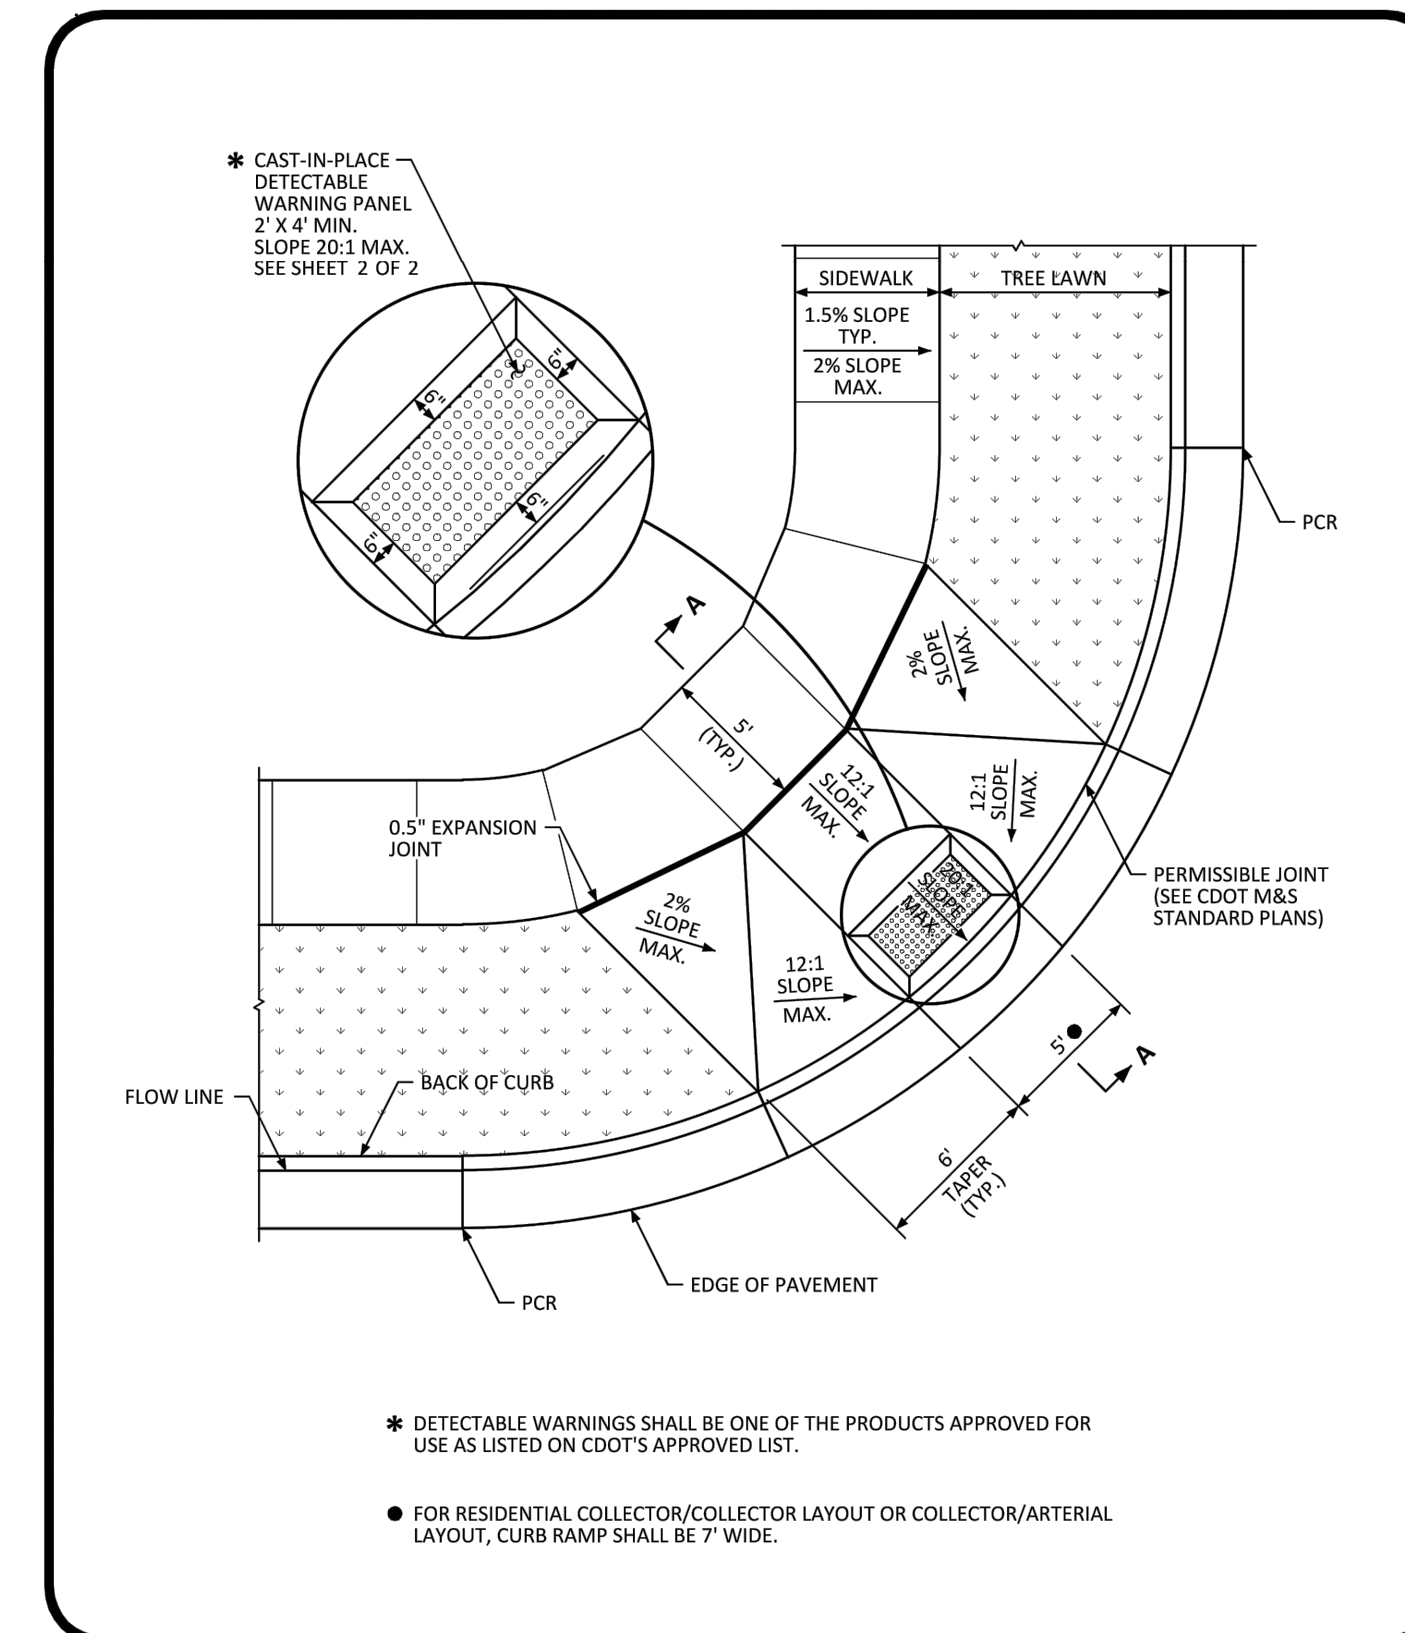 * CAST-IN-PLACE
DETECTABLE
WARNING PANEL
2' X 4' MIN.
SLOPE 20:1 MAX.
SEE SHEET 2 OF 2
6"
6"
6"
6"
SIDEWALK
TREE LAWN
1.5% SLOPE
TYP.
2% SLOPE
MAX.
PCR
A
2%
SLOPE
MAX.
5'
(TYP.)
12:1
SLOPE
MAX.
12:1
SLOPE
MAX.
0.5" EXPANSION
JOINT
20:1
SLOPE
MAX.
PERMISSIBLE JOINT
(SEE CDOT M&S
STANDARD PLANS)
2%
SLOPE
MAX.
12:1
SLOPE
MAX.
5' ●
A
FLOW LINE
BACK OF CURB
6'
TAPER
(TYP.)
EDGE OF PAVEMENT
PCR
* DETECTABLE WARNINGS SHALL BE ONE OF THE PRODUCTS APPROVED FOR
USE AS LISTED ON CDOT'S APPROVED LIST.
● FOR RESIDENTIAL COLLECTOR/COLLECTOR LAYOUT OR COLLECTOR/ARTERIAL
LAYOUT, CURB RAMP SHALL BE 7' WIDE.